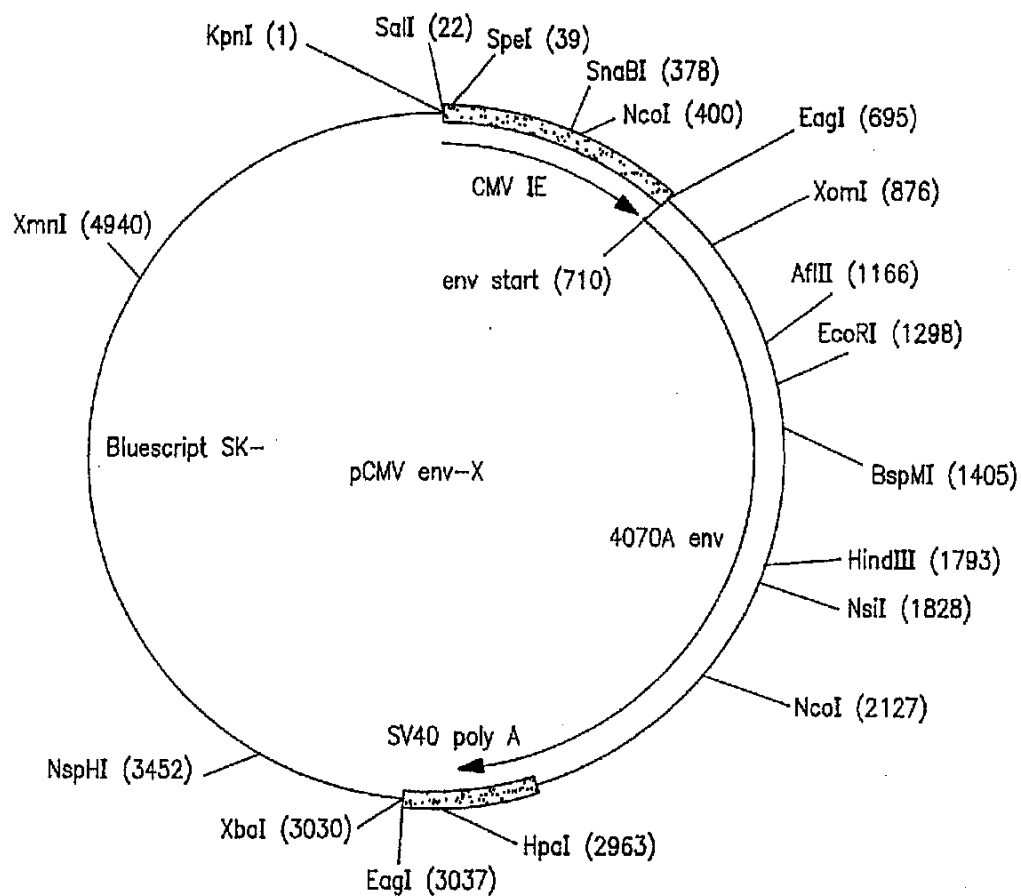 KpnI (1)
SalI (22)
SpeI (39)
SnaBI (378)
NcoI (400)
EagI (695)
XomI (876)
AflII (1166)
EcoRI (1298)
BspMI (1405)
HindIII (1793)
NsiI (1828)
NcoI (2127)
HpaI (2963)
EagI (3037)
XbaI (3030)
NspHI (3452)
XmnI (4940)
CMV IE
env start (710)
Bluescript SK-
pCMV env-X
4070A env
SV40 poly A